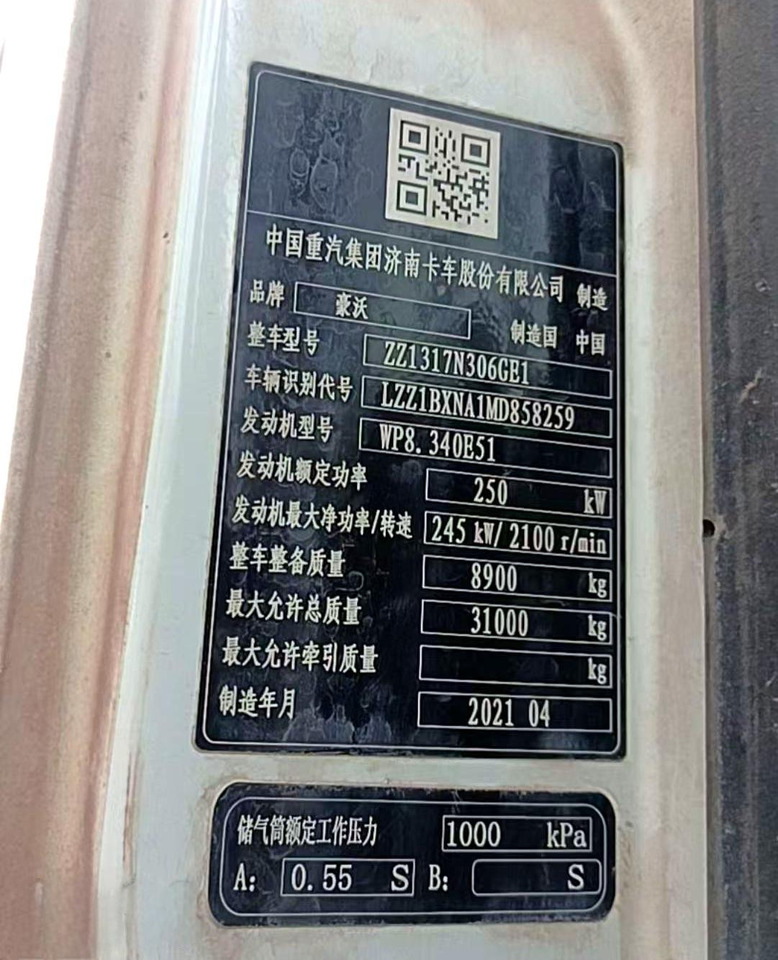 中国重汽集团济南卡车股份有限公司 制造
品牌 豪沃 制造国 中国
整车型号 ZZ1317N306GE1
车辆识别代号 LZZ1BXNA1MD858259
发动机型号 WP8.340E51
发动机额定功率 250 kW
发动机最大净功率/转速 245 kW/ 2100 r/min
整车整备质量 8900 kg
最大允许总质量 31000 kg
最大允许牵引质量 kg
制造年月 2021 04
储气筒额定工作压力 1000 kPa
A: 0.55 S B: S